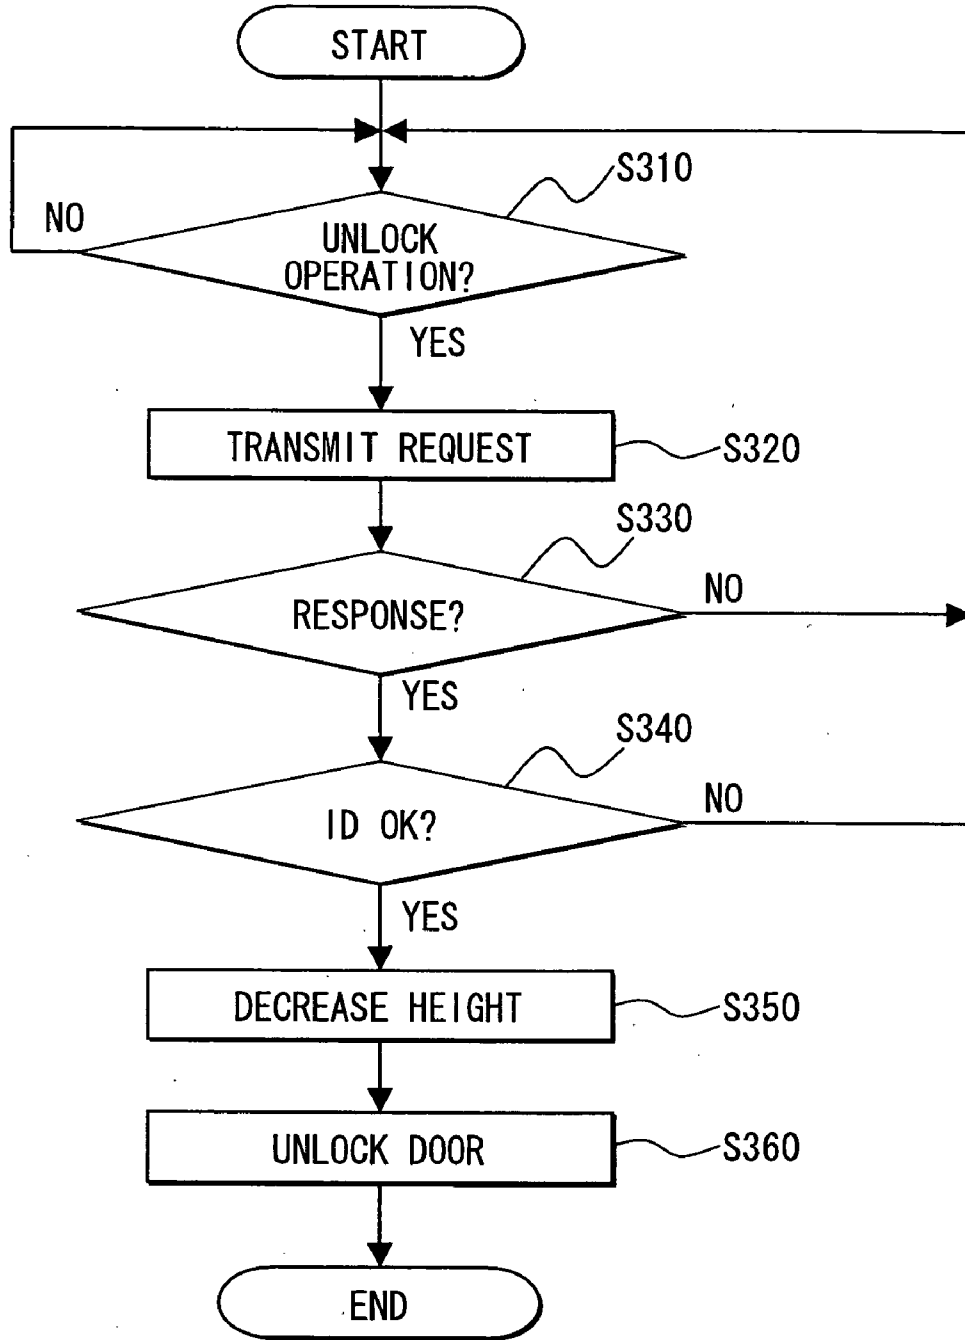 START
S310
NO
UNLOCK
OPERATION?
YES
TRANSMIT REQUEST
S320
S330
NO
RESPONSE?
YES
S340
NO
ID OK?
YES
DECREASE HEIGHT
S350
UNLOCK DOOR
S360
END